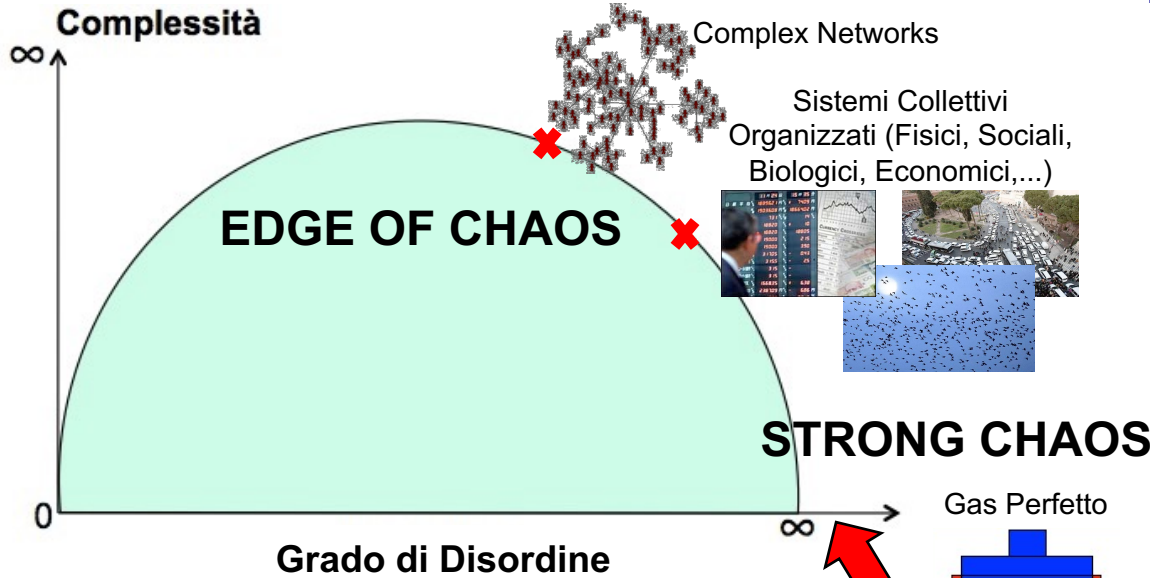 Complessità
∞
Complex Networks
Sistemi Collettivi
Organizzati (Fisici, Sociali,
Biologici, Economici,...)
EDGE OF CHAOS
STRONG CHAOS
Gas Perfetto
0
∞
Grado di Disordine